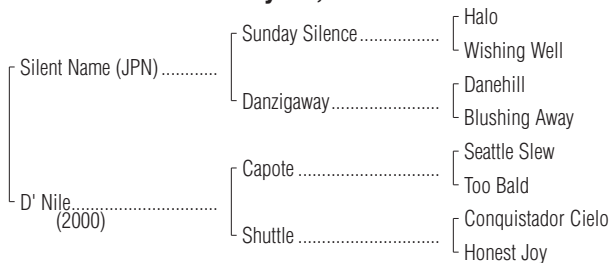 Halo
Sunday Silence.................
Wishing Well
Silent Name (JPN) ............
Danehill
Danzigaway.......................
Blushing Away
Seattle Slew
Capote ..............................
Too Bald
D' Nile................................
(2000)
Conquistador Cielo
Shuttle ..............................
Honest Joy